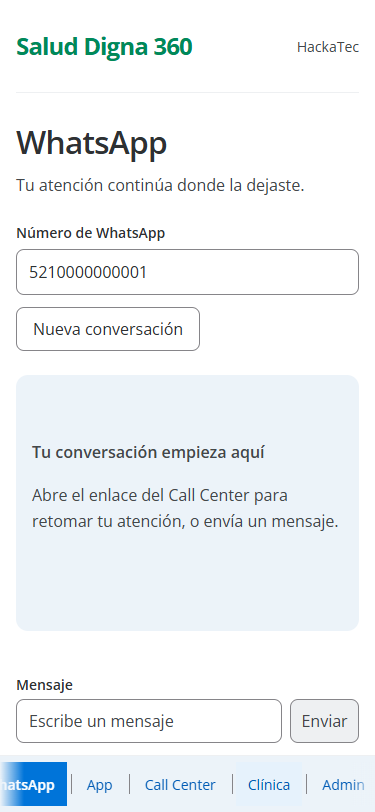 Salud Digna 360
HackaTec
WhatsApp
Tu atención continúa donde la dejaste.
Número de WhatsApp
5210000000001
Nueva conversación
Tu conversación empieza aquí
Abre el enlace del Call Center para
retomar tu atención, o envía un mensaje.
Mensaje
Escribe un mensaje
Enviar
hatsApp
App
Call Center
Clínica
Admin